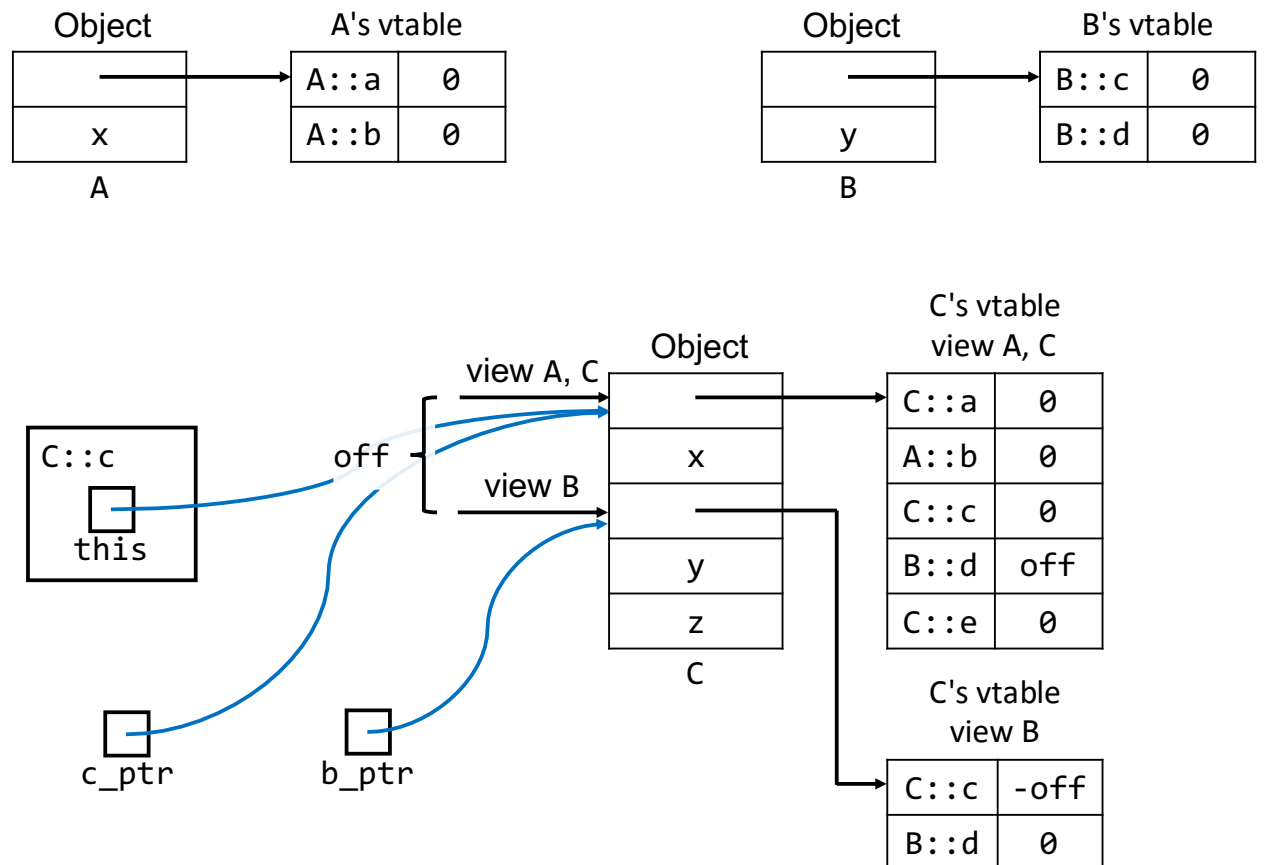 Object A's vtable
A::a 0
x A::b 0
A
Object B's vtable
B::c 0
y B::d 0
B
C's vtable
view A, C
Object
view A, C
C::a 0
x A::b 0
C::c
off
view B
C::c 0
this
y B::d off
z C::e 0
C
C's vtable
view B
c_ptr b_ptr
C::c -off
B::d 0